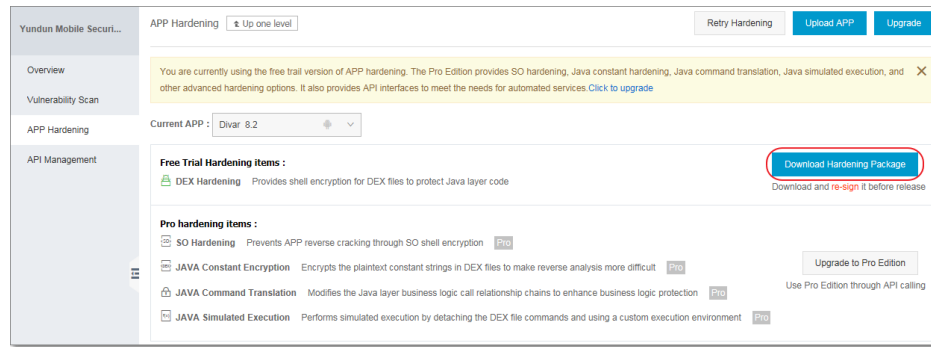 Yundun Mobile Securi...
APP Hardening
Up one level
Retry Hardening
Upload APP
Upgrade
Overview
Vulnerability Scan
APP Hardening
API Management
You are currently using the free trail version of APP hardening. The Pro Edition provides SO hardening, Java constant hardening, Java command translation, Java simulated execution, and
other advanced hardening options. It also provides API interfaces to meet the needs for automated services.Click to upgrade
Current APP : Divar 8.2
Free Trial Hardening items :
DEX Hardening Provides shell encryption for DEX files to protect Java layer code
Download Hardening Package
Download and re-sign it before release
Pro hardening items :
SO Hardening Prevents APP reverse cracking through SO shell encryption Pro
JAVA Constant Encryption Encrypts the plaintext constant strings in DEX files to make reverse analysis more difficult Pro
JAVA Command Translation Modifies the Java layer business logic call relationship chains to enhance business logic protection Pro
JAVA Simulated Execution Performs simulated execution by detaching the DEX file commands and using a custom execution environment Pro
Upgrade to Pro Edition
Use Pro Edition through API calling